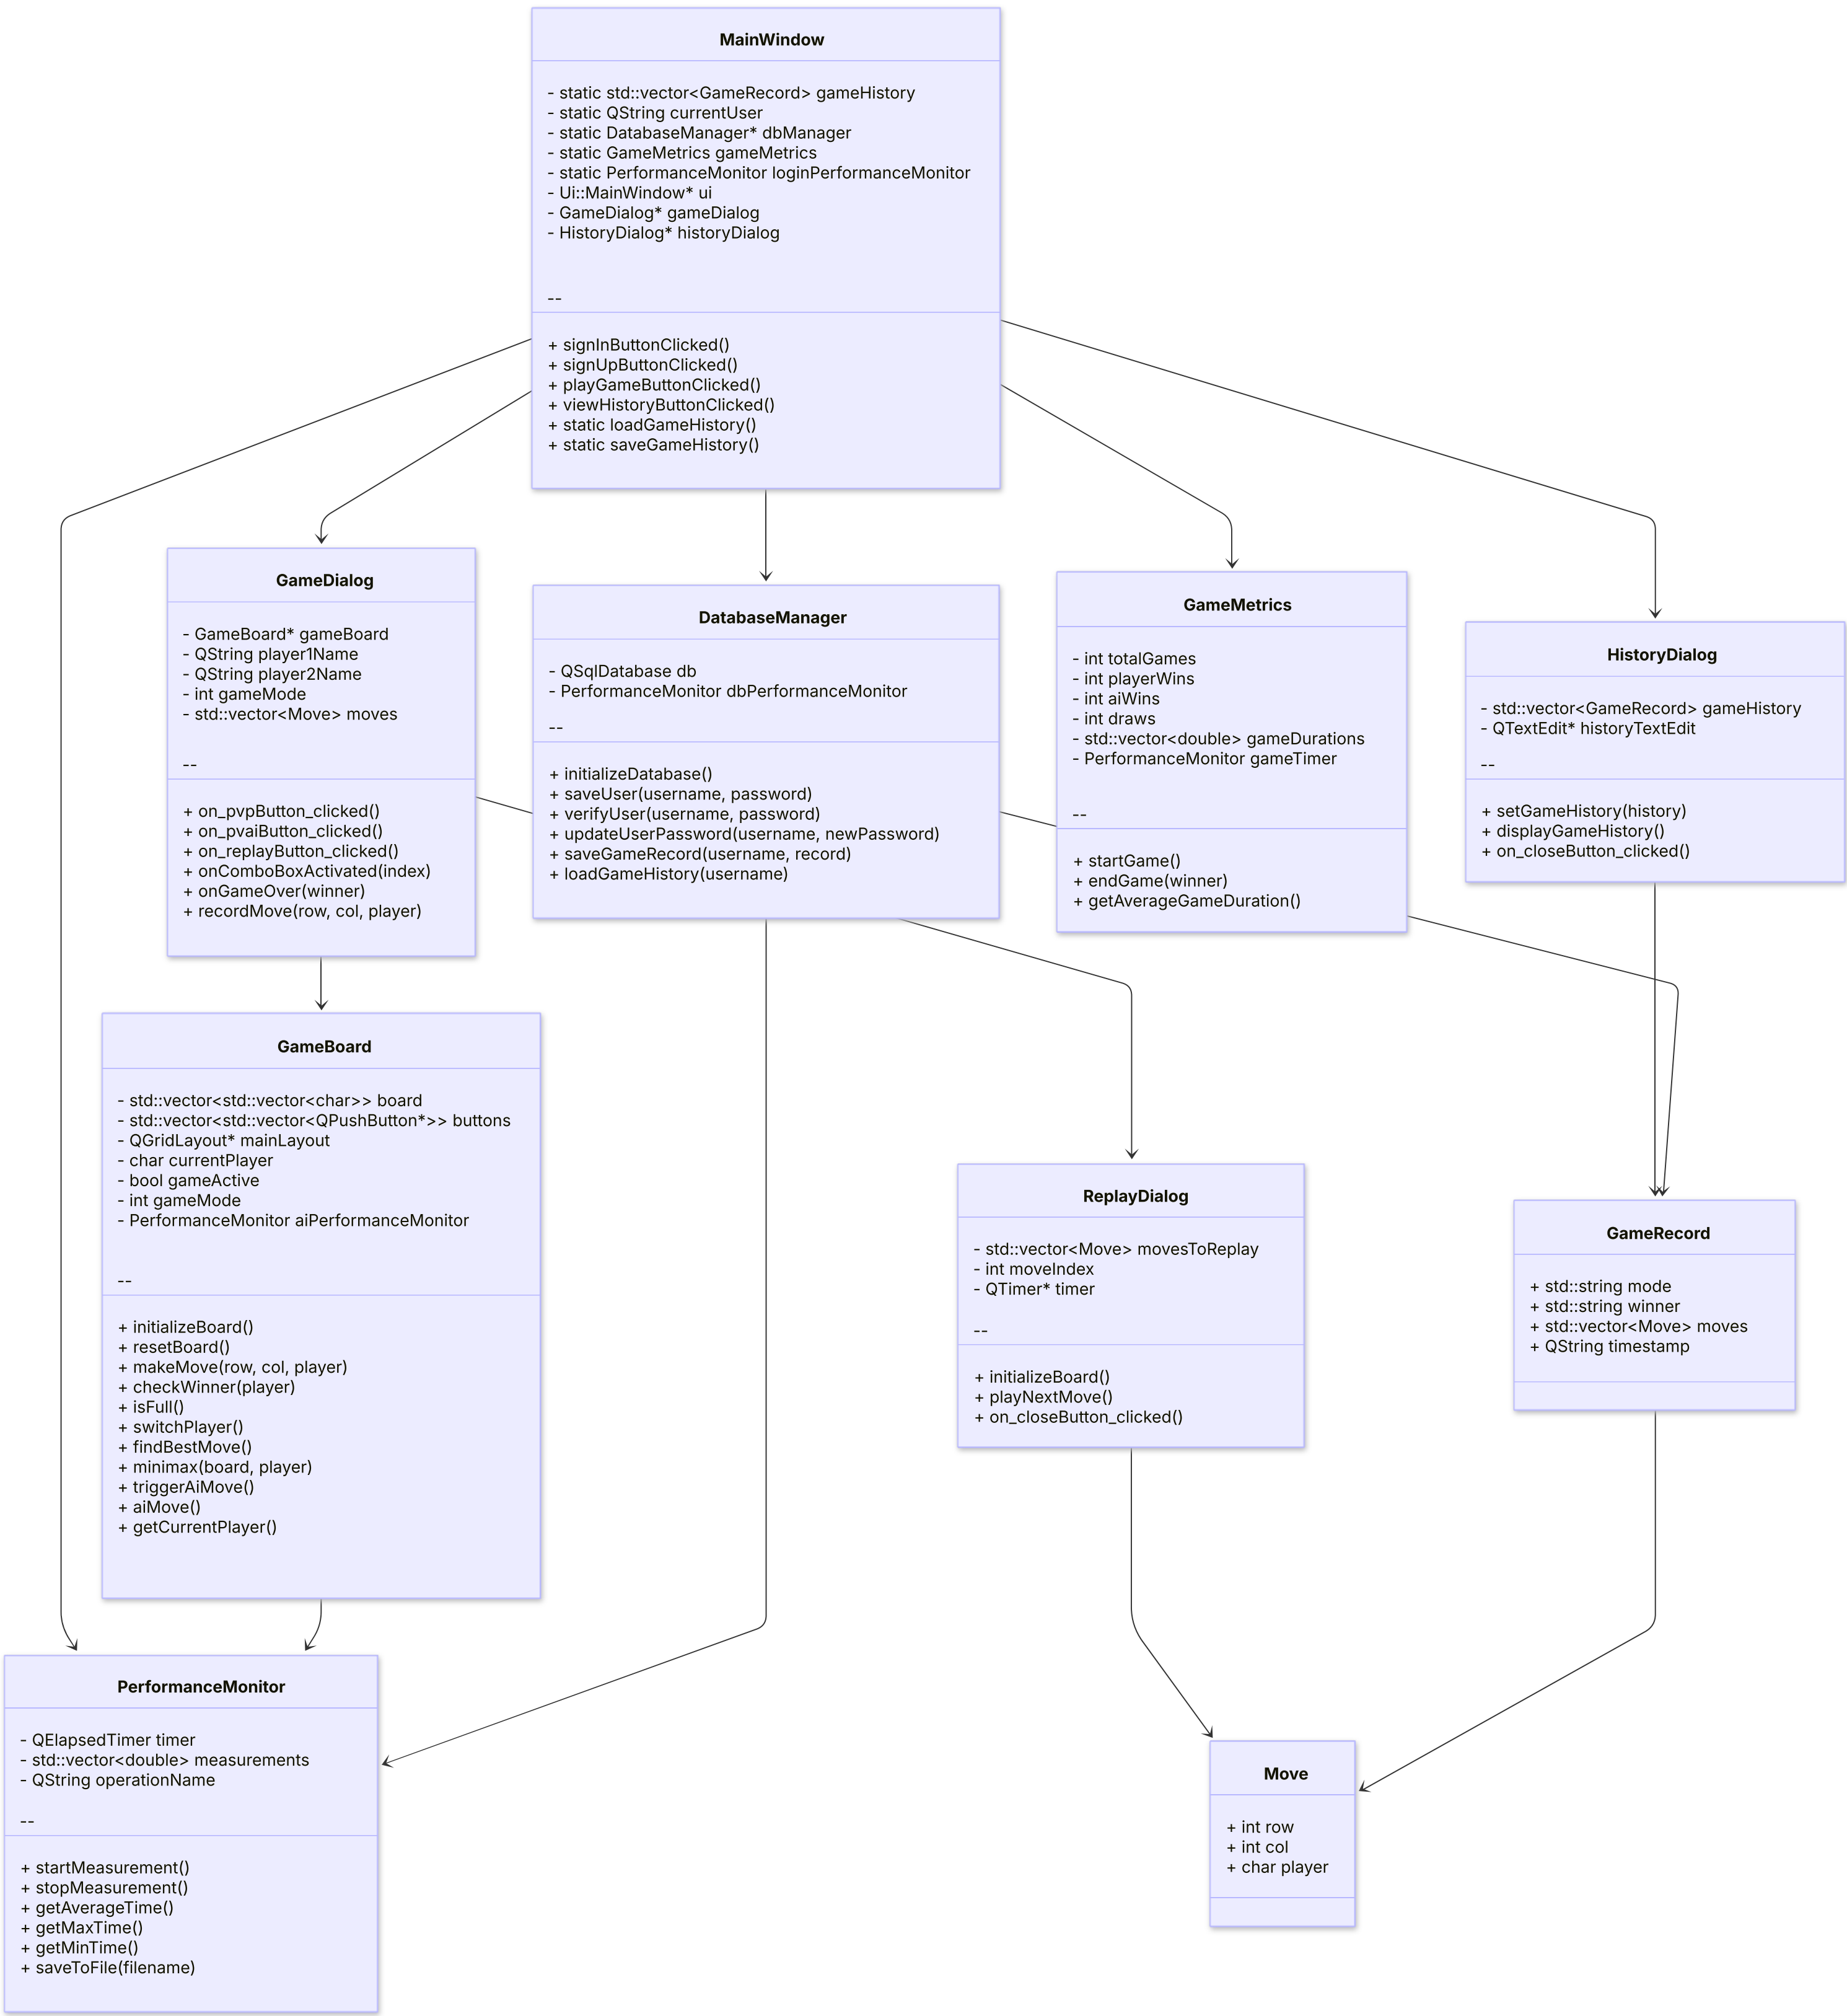 MainWindow
- static std::vector<GameRecord> gameHistory
- static QString currentUser
- static DatabaseManager* dbManager
- static GameMetrics gameMetrics
- static PerformanceMonitor loginPerformanceMonitor
- Ui::MainWindow* ui
- GameDialog* gameDialog
- HistoryDialog* historyDialog
--
+ signInButtonClicked()
+ signUpButtonClicked()
+ playGameButtonClicked()
+ viewHistoryButtonClicked()
+ static loadGameHistory()
+ static saveGameHistory()
GameDialog
- GameBoard* gameBoard
- QString player1Name
- QString player2Name
- int gameMode
- std::vector<Move> moves
--
+ on_pvpButton_clicked()
+ on_pvaiButton_clicked()
+ on_replayButton_clicked()
+ onComboBoxActivated(index)
+ onGameOver(winner)
+ recordMove(row, col, player)
DatabaseManager
- QSqlDatabase db
- PerformanceMonitor dbPerformanceMonitor
--
+ initializeDatabase()
+ saveUser(username, password)
+ verifyUser(username, password)
+ updateUserPassword(username, newPassword)
+ saveGameRecord(username, record)
+ loadGameHistory(username)
GameMetrics
- int totalGames
- int playerWins
- int aiWins
- int draws
- std::vector<double> gameDurations
- PerformanceMonitor gameTimer
--
+ startGame()
+ endGame(winner)
+ getAverageGameDuration()
HistoryDialog
- std::vector<GameRecord> gameHistory
- QTextEdit* historyTextEdit
--
+ setGameHistory(history)
+ displayGameHistory()
+ on_closeButton_clicked()
GameBoard
- std::vector<std::vector<char>> board
- std::vector<std::vector<QPushButton*>> buttons
- QGridLayout* mainLayout
- char currentPlayer
- bool gameActive
- int gameMode
- PerformanceMonitor aiPerformanceMonitor
--
+ initializeBoard()
+ resetBoard()
+ makeMove(row, col, player)
+ checkWinner(player)
+ isFull()
+ switchPlayer()
+ findBestMove()
+ minimax(board, player)
+ triggerAiMove()
+ aiMove()
+ getCurrentPlayer()
ReplayDialog
- std::vector<Move> movesToReplay
- int moveIndex
- QTimer* timer
--
+ initializeBoard()
+ playNextMove()
+ on_closeButton_clicked()
GameRecord
+ std::string mode
+ std::string winner
+ std::vector<Move> moves
+ QString timestamp
PerformanceMonitor
- QElapsedTimer timer
- std::vector<double> measurements
- QString operationName
--
+ startMeasurement()
+ stopMeasurement()
+ getAverageTime()
+ getMaxTime()
+ getMinTime()
+ saveToFile(filename)
Move
+ int row
+ int col
+ char player